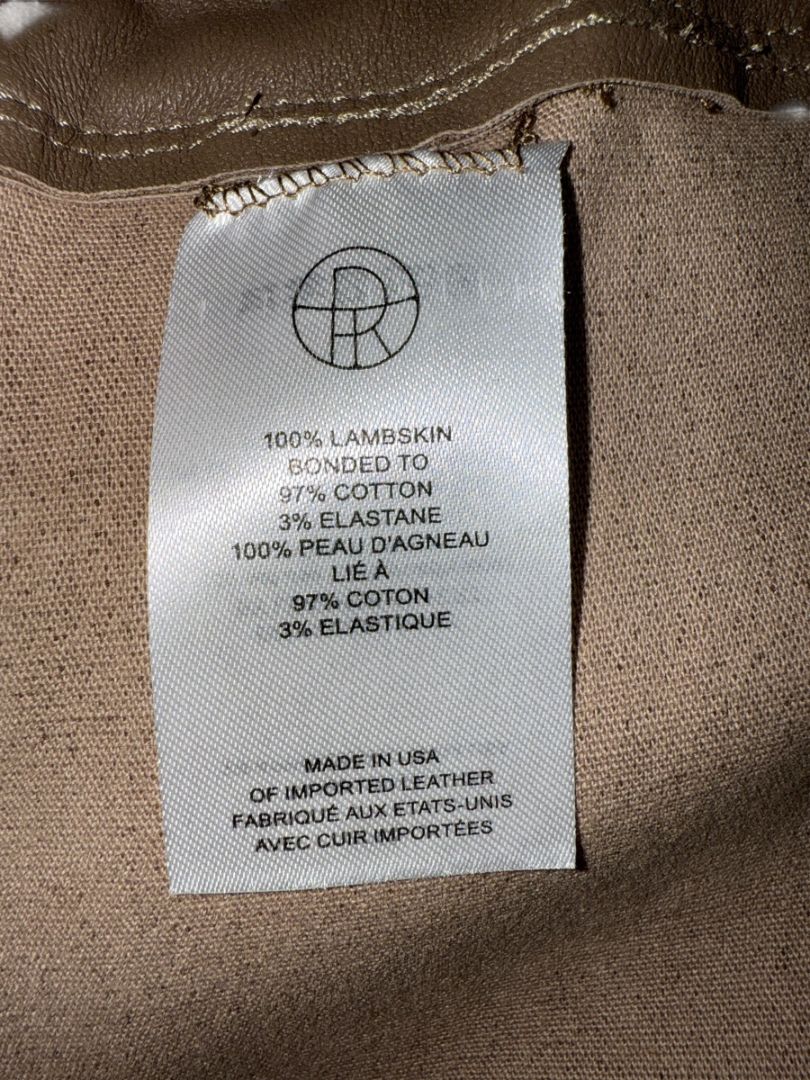 100% LAMBSKIN
BONDED TO
97% COTTON
3% ELASTANE
100% PEAU D'AGNEAU
LIÉ À
97% COTON
3% ELASTIQUE
MADE IN USA
OF IMPORTED LEATHER
FABRIQUÉ AUX ETATS-UNIS
AVEC CUIR IMPORTÉES